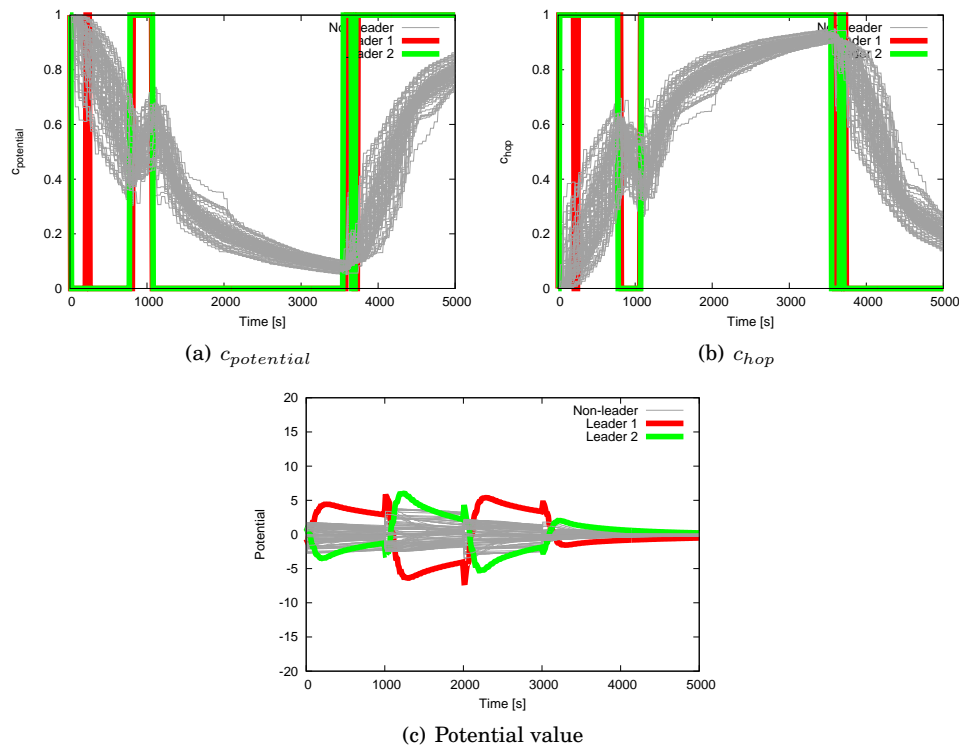 1
0.8
0.6
0.4
0.2
0
c_potential
0 1000 2000 3000 4000 5000
Time [s]
Non-leader
Leader 1
Leader 2
(a) c_potential
1
0.8
0.6
0.4
0.2
0
c_hop
0 1000 2000 3000 4000 5000
Time [s]
Non-leader
Leader 1
Leader 2
(b) c_hop
20
15
10
5
0
-5
-10
-15
-20
Potential
0 1000 2000 3000 4000 5000
Time [s]
Non-leader
Leader 1
Leader 2
(c) Potential value